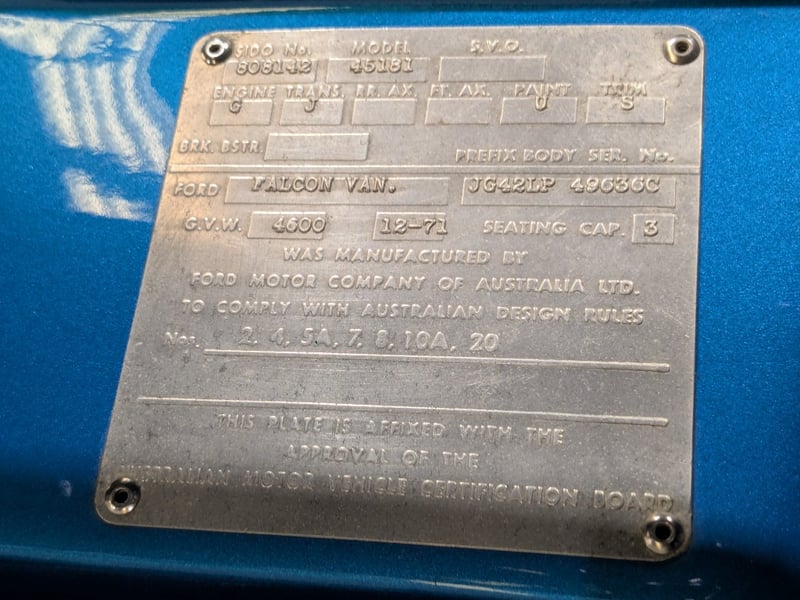 SIDO No. MODEL S.V.O.
808142 45181
ENGINE TRANS. RR. AX. FT. AX. PAINT TRIM
G J U S
BRK. BSTR. PREFIX BODY SER. No.
FORD FALCON VAN. JG42LP 49636C
G.V.W. 4600 12-71 SEATING CAP. 3
WAS MANUFACTURED BY
FORD MOTOR COMPANY OF AUSTRALIA LTD.
TO COMPLY WITH AUSTRALIAN DESIGN RULES
Nos. 2, 4, 5A, 7, 8, 10A, 20
THIS PLATE IS AFFIXED WITH THE
APPROVAL OF THE
AUSTRALIAN MOTOR VEHICLE CERTIFICATION BOARD